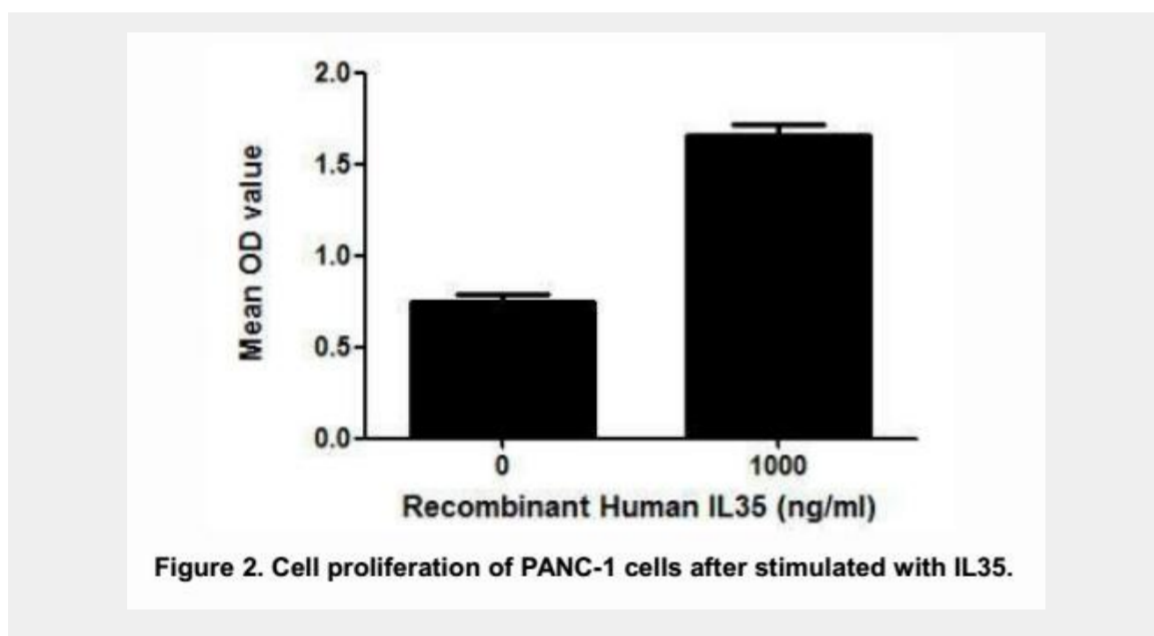 2.0
1.5
1.0
0.5
0.0
Mean OD value
0
1000
Recombinant Human IL35 (ng/ml)
Figure 2. Cell proliferation of PANC-1 cells after stimulated with IL35.